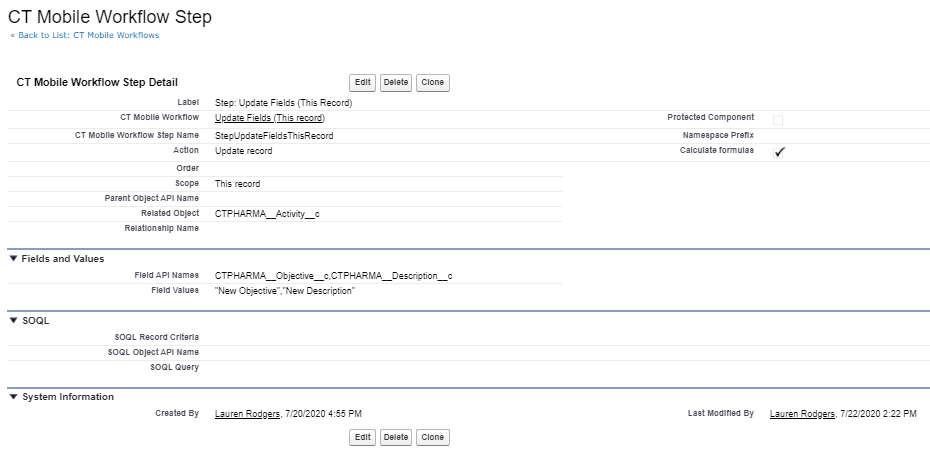 CT Mobile Workflow Step
« Back to List: CT Mobile Workflows
CT Mobile Workflow Step Detail Edit Delete Clone
Label Step: Update Fields (This Record)
CT Mobile Workflow Update Fields (This record) Protected Component
CT Mobile Workflow Step Name StepUpdateFieldsThisRecord Namespace Prefix
Action Update record Calculate formulas
Order
Scope This record
Parent Object API Name
Related Object CTPHARMA__Activity__c
Relationship Name
Fields and Values
Field API Names CTPHARMA__Objective__c,CTPHARMA__Description__c
Field Values "New Objective","New Description"
SOQL
SOQL Record Criteria
SOQL Object API Name
SOQL Query
System Information
Created By Lauren Rodgers, 7/20/2020 4:55 PM Last Modified By Lauren Rodgers, 7/22/2020 2:22 PM
Edit Delete Clone